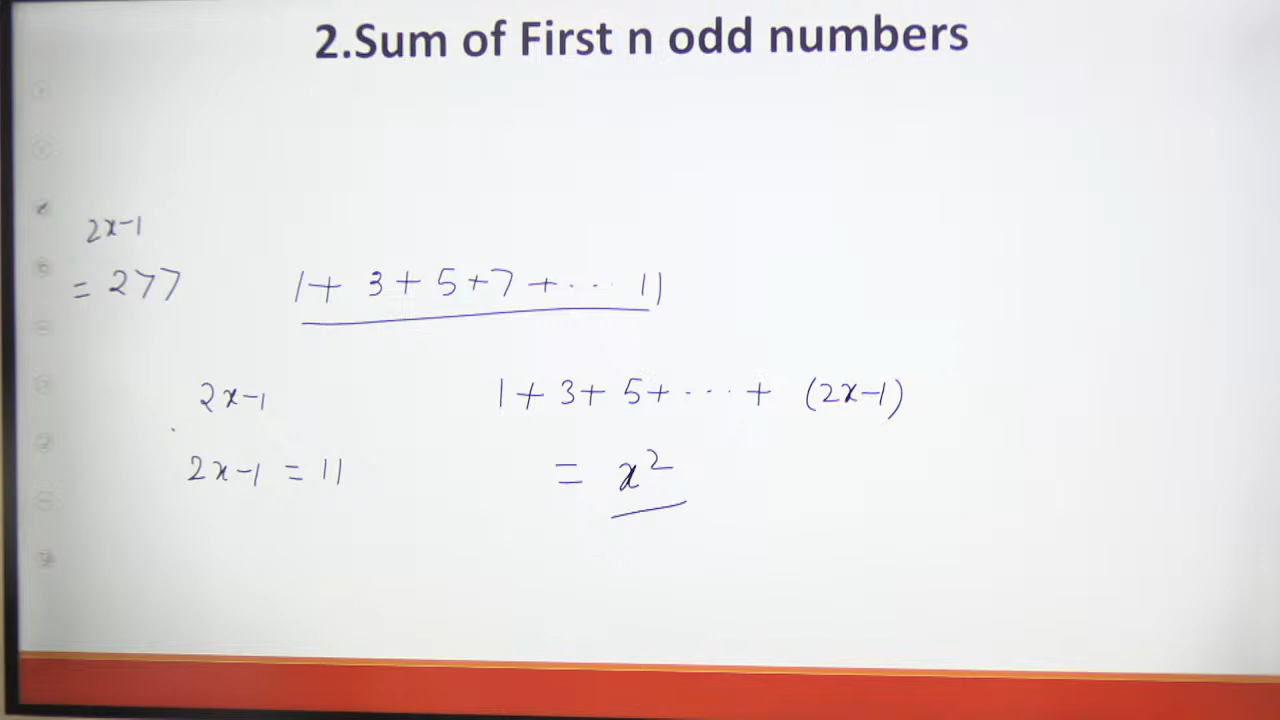 2.Sum of First n odd numbers
2x-1
= 277
1+ 3+ 5+7 +... 11
2x-1
1+ 3+ 5+ ... + (2x-1)
2x-1 = 11
= x²